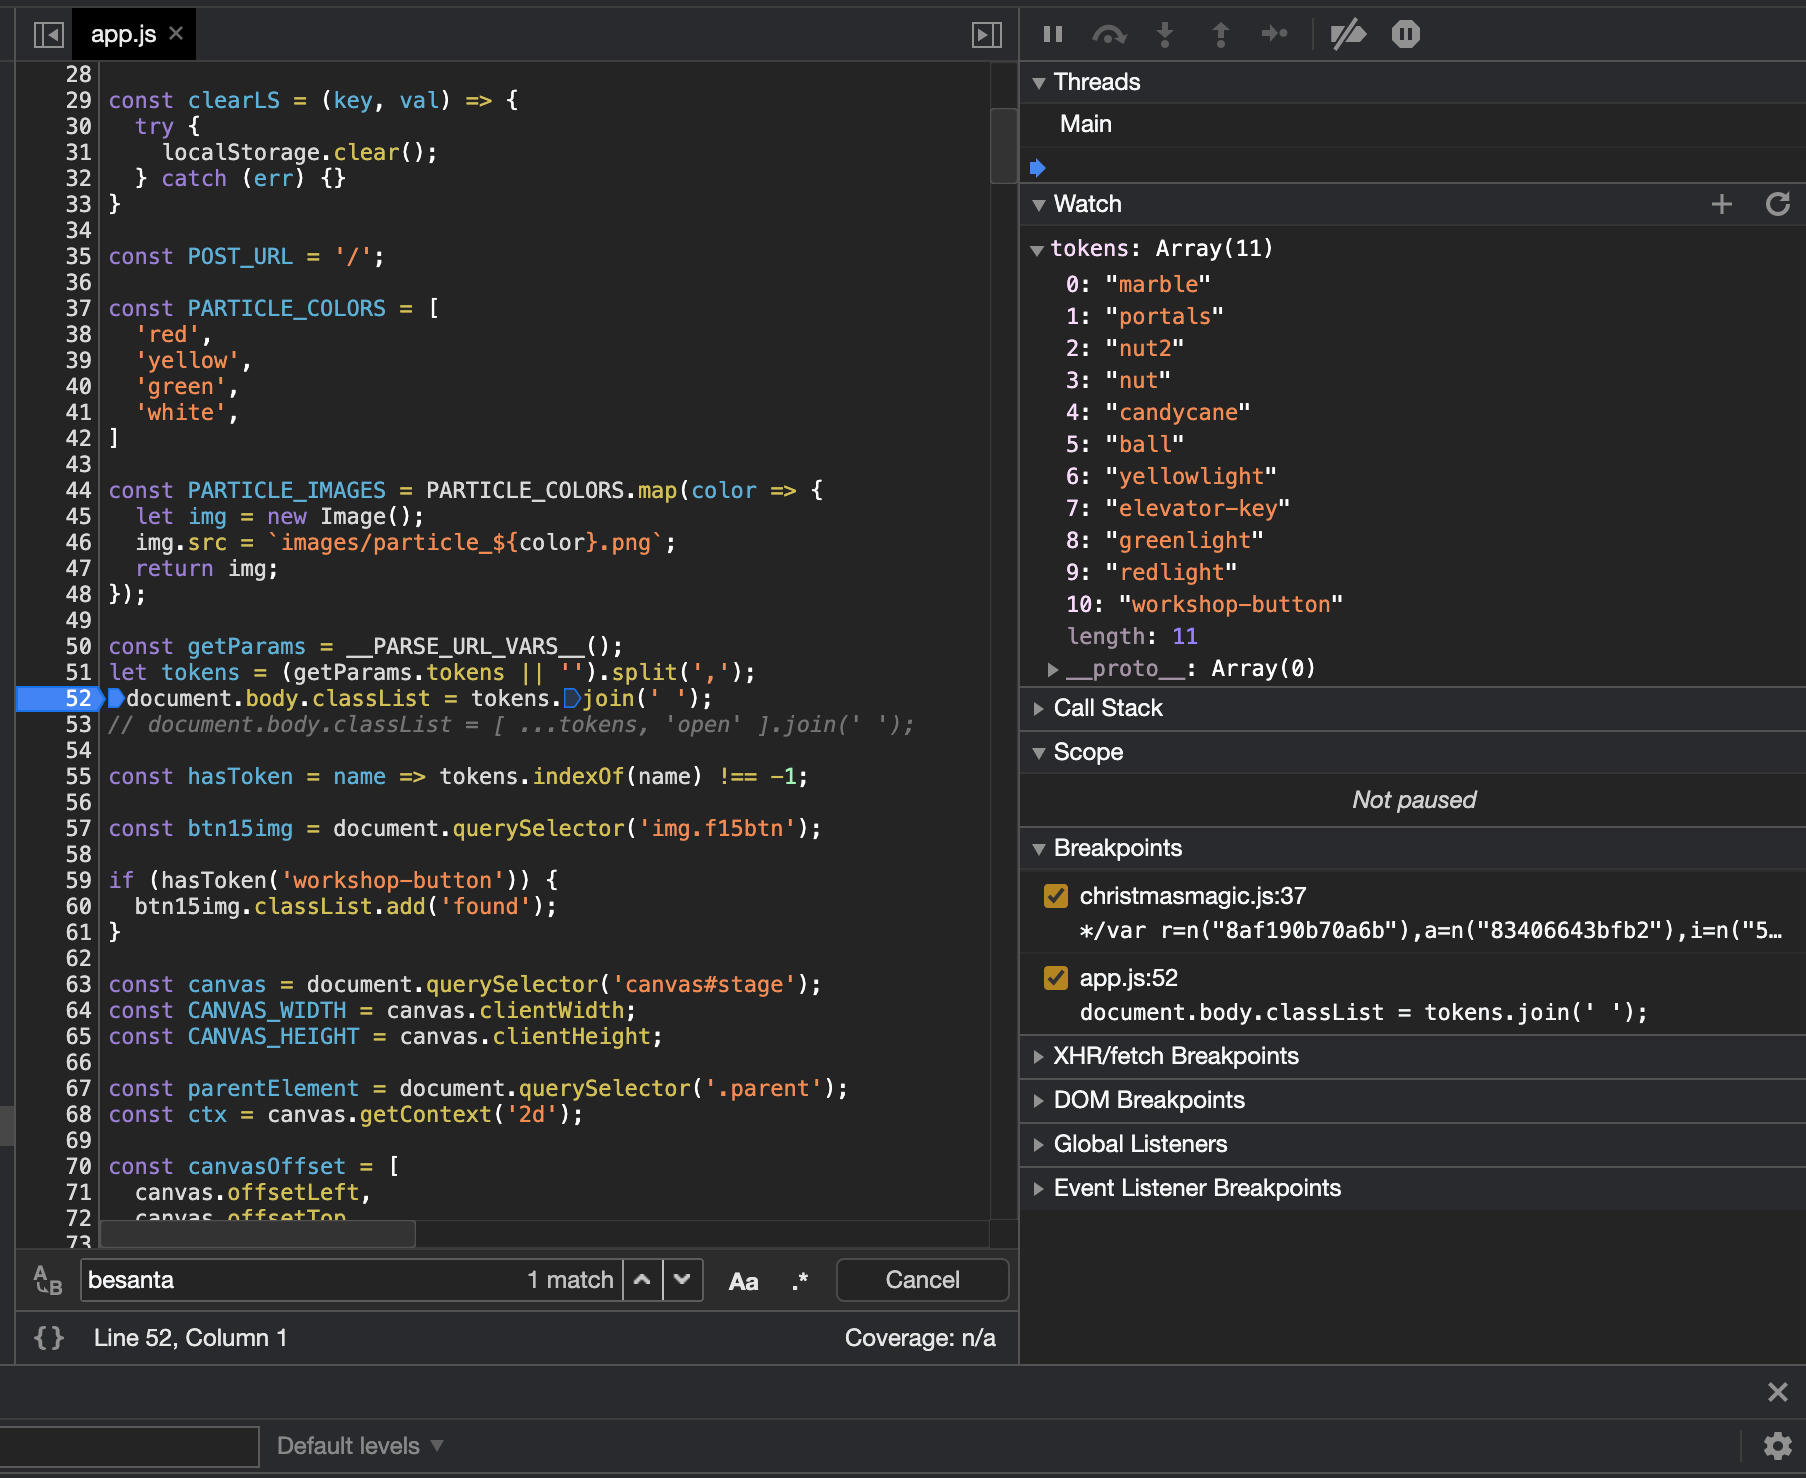 app.js ×
28
29 const clearLS = (key, val) => {
30   try {
31     localStorage.clear();
32   } catch (err) {}
33 }
34
35 const POST_URL = '/';
36
37 const PARTICLE_COLORS = [
38   'red',
39   'yellow',
40   'green',
41   'white',
42 ]
43
44 const PARTICLE_IMAGES = PARTICLE_COLORS.map(color => {
45   let img = new Image();
46   img.src = `images/particle_${color}.png`;
47   return img;
48 });
49
50 const getParams = __PARSE_URL_VARS__();
51 let tokens = (getParams.tokens || '').split(',');
52 document.body.classList = tokens.join(' ');
53 // document.body.classList = [ ...tokens, 'open' ].join(' ');
54
55 const hasToken = name => tokens.indexOf(name) !== -1;
56
57 const btn15img = document.querySelector('img.f15btn');
58
59 if (hasToken('workshop-button')) {
60   btn15img.classList.add('found');
61 }
62
63 const canvas = document.querySelector('canvas#stage');
64 const CANVAS_WIDTH = canvas.clientWidth;
65 const CANVAS_HEIGHT = canvas.clientHeight;
66
67 const parentElement = document.querySelector('.parent');
68 const ctx = canvas.getContext('2d');
69
70 const canvasOffset = [
71   canvas.offsetLeft,
72   canvas.offsetTop
73
besanta 1 match Aa .* Cancel
{} Line 52, Column 1 Coverage: n/a
Threads
Main
Watch
tokens: Array(11)
0: "marble"
1: "portals"
2: "nut2"
3: "nut"
4: "candycane"
5: "ball"
6: "yellowlight"
7: "elevator-key"
8: "greenlight"
9: "redlight"
10: "workshop-button"
length: 11
__proto__: Array(0)
Call Stack
Scope
Not paused
Breakpoints
christmasmagic.js:37
*/var r=n("8af190b70a6b"),a=n("83406643bfb2"),i=n("5…
app.js:52
document.body.classList = tokens.join(' ');
XHR/fetch Breakpoints
DOM Breakpoints
Global Listeners
Event Listener Breakpoints
Default levels